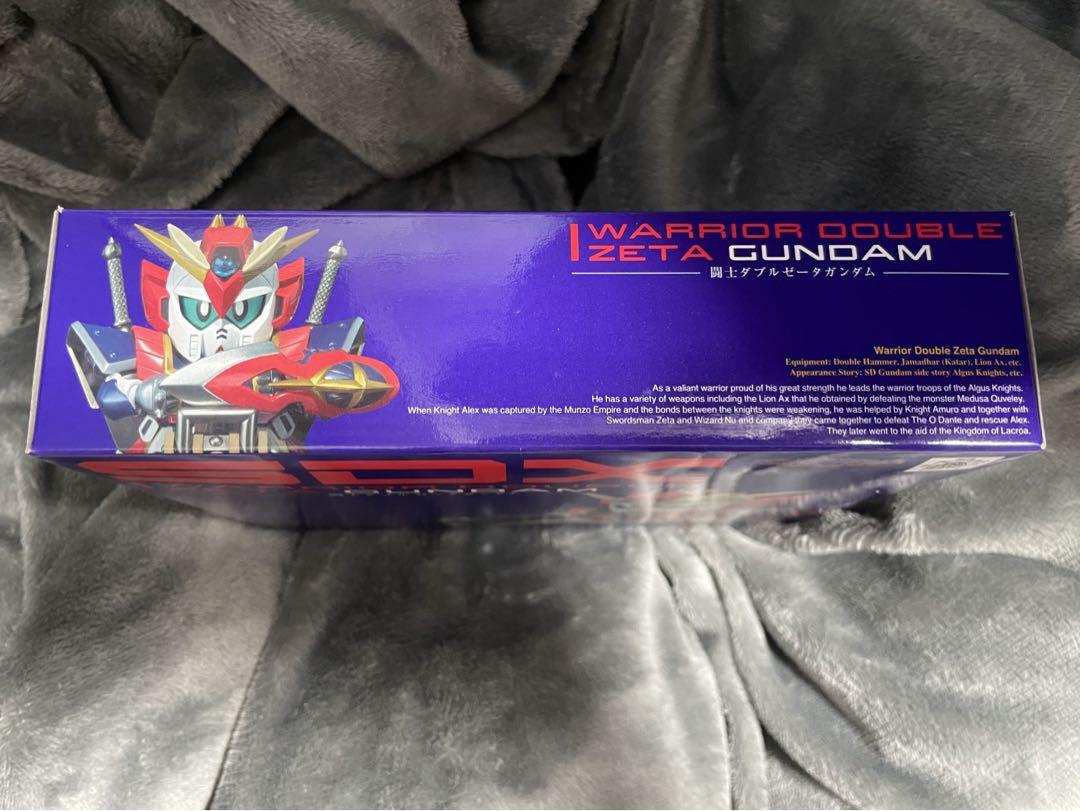 WARRIOR DOUBLE
ZETA GUNDAM
闘士ダブルゼータガンダム
Warrior Double Zeta Gundam
Equipment: Double Hammer, Jamadhar (Katar), Lion Ax, etc.
Appearance Story: SD Gundam side story Algus Knights, etc.
As a valiant warrior proud of his great strength he leads the warrior troops of the Algus Knights.
He has a variety of weapons including the Lion Ax that he obtained by defeating the monster Medusa Quveley.
When Knight Alex was captured by the Munzo Empire and the bonds between the knights were weakening, he was helped by Knight Amuro and together with
Swordsman Zeta and Wizard Nu and company they came together to defeat The O Dante and rescue Alex.
They later went to the aid of the Kingdom of Lacroa.
SDX
GUNDAM